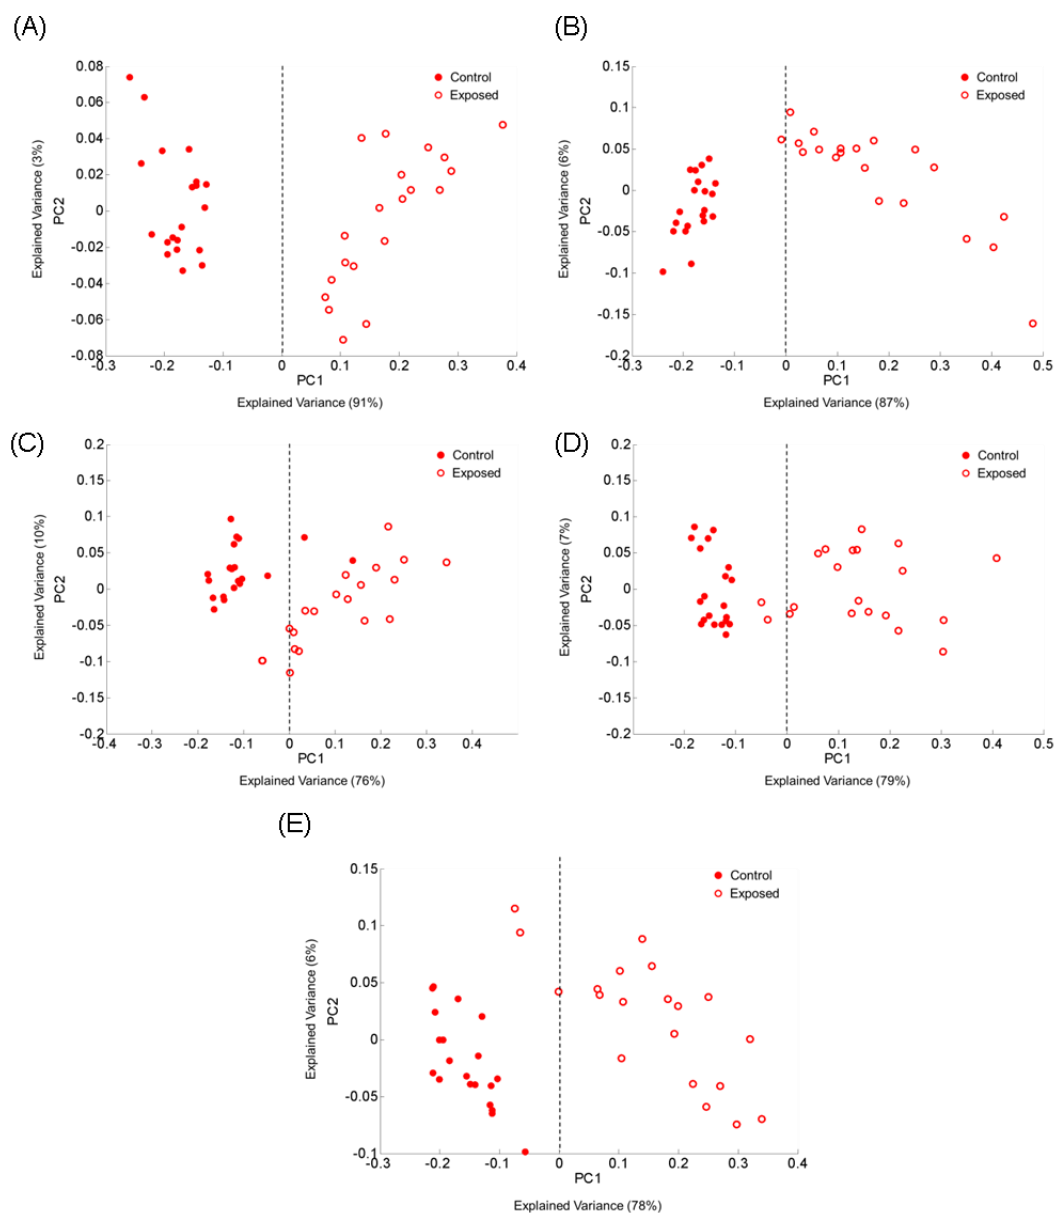 (A)
0.08
0.06
0.04
0.02
0
-0.02
-0.04
-0.06
-0.08
Explained Variance (3%)
PC2
Control
Exposed
-0.3 -0.2 -0.1 0 0.1 0.2 0.3 0.4
PC1
Explained Variance (91%)
(B)
0.15
0.1
0.05
0
-0.05
-0.1
-0.15
-0.2
Explained Variance (6%)
PC2
Control
Exposed
-0.3 -0.2 -0.1 0 0.1 0.2 0.3 0.4 0.5
PC1
Explained Variance (87%)
(C)
0.2
0.15
0.1
0.05
0
-0.05
-0.1
-0.15
-0.2
Explained Variance (10%)
PC2
Control
Exposed
-0.4 -0.3 -0.2 -0.1 0 0.1 0.2 0.3 0.4
PC1
Explained Variance (76%)
(D)
0.2
0.15
0.1
0.05
0
-0.05
-0.1
-0.15
-0.2
Explained Variance (7%)
PC2
Control
Exposed
-0.2 -0.1 0 0.1 0.2 0.3 0.4 0.5
PC1
Explained Variance (79%)
(E)
0.15
0.1
0.05
0
-0.05
-0.1
Explained Variance (6%)
PC2
Control
Exposed
-0.3 -0.2 -0.1 0 0.1 0.2 0.3 0.4
PC1
Explained Variance (78%)